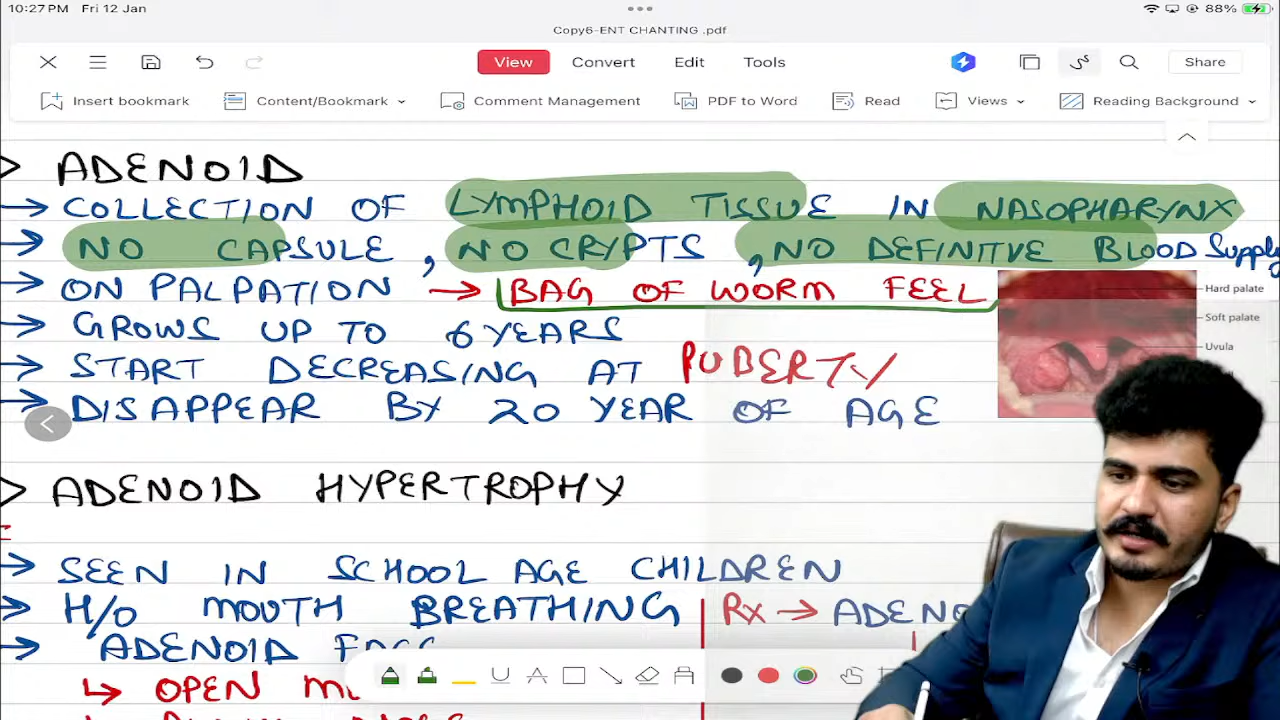 10:27 PM Fri 12 Jan
88%
Copy6-ENT CHANTING .pdf
View Convert Edit Tools Share
Insert bookmark Content/Bookmark Comment Management PDF to Word Read Views Reading Background
> ADENOID
→ COLLECTION OF LYMPHOID TISSUE IN NASOPHARYNX
→ NO CAPSULE, NO CRYPTS, NO DEFINITVE BLOOD Supply
→ ON PALPATION → BAG OF WORM FEEL
→ GROWS UP TO 6 YEARS
→ START DECREASING AT PUBERTY
→ DISAPPEAR BY 20 YEAR OF AGE
Hard palate
Soft palate
Uvula
> ADENOID HYPERTROPHY
→ SEEN IN SCHOOL AGE CHILDREN
→ H/O MOUTH BREATHING
Rx → ADENO
→ ADENOID
↳ OPEN